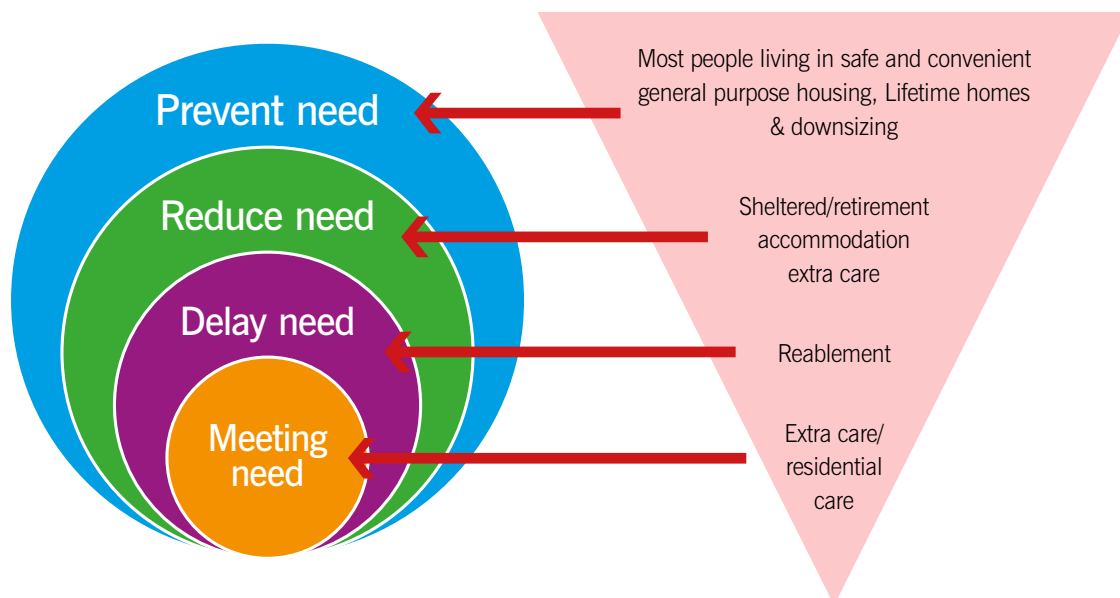 Prevent need
Most people living in safe and convenient
general purpose housing, Lifetime homes
& downsizing
Reduce need
Sheltered/retirement
accommodation
extra care
Delay need
Reablement
Meeting
need
Extra care/
residential
care